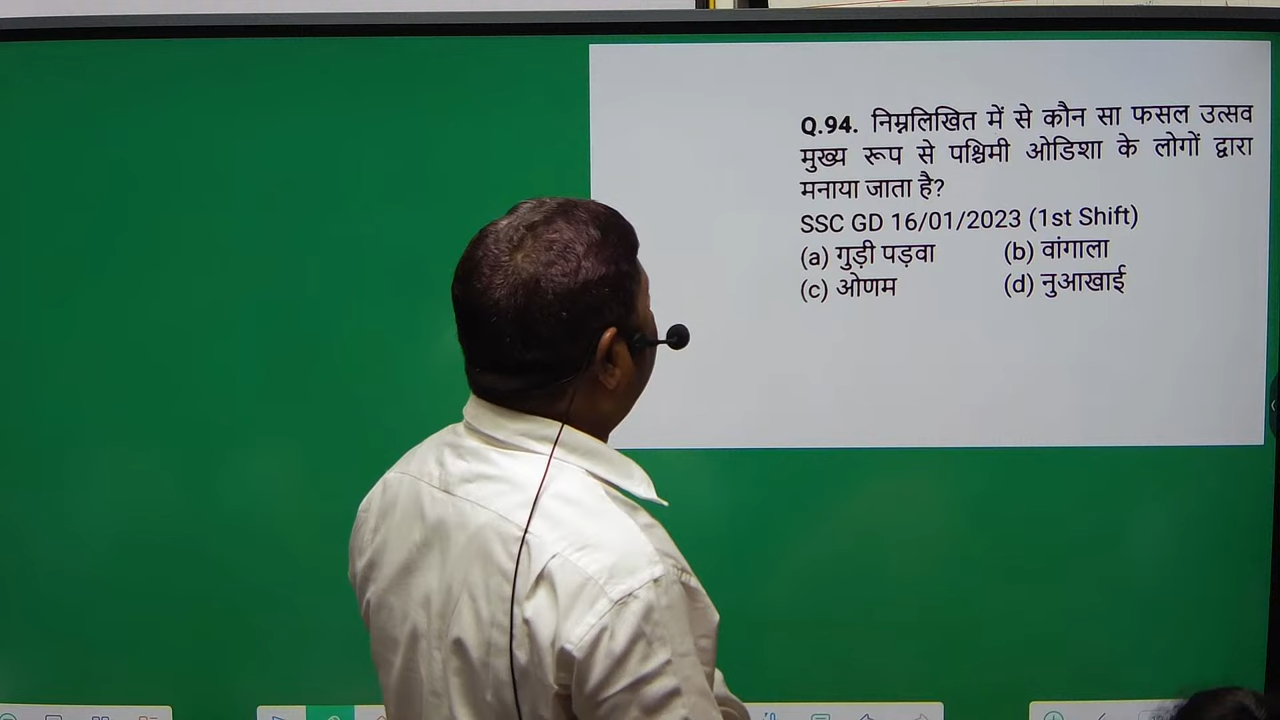 Q.94. निम्नलिखित में से कौन सा फसल उत्सव
मुख्य रूप से पश्चिमी ओडिशा के लोगों द्वारा
मनाया जाता है?
SSC GD 16/01/2023 (1st Shift)
(a) गुड़ी पड़वा (b) वांगाला
(c) ओणम (d) नुआखाई